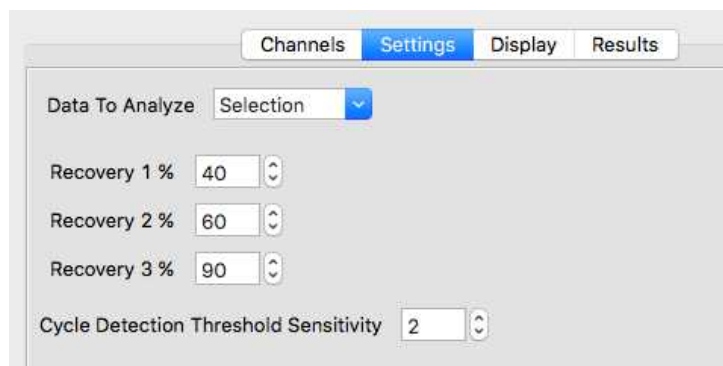 Channels Settings Display Results
Data To Analyze Selection
Recovery 1 % 40
Recovery 2 % 60
Recovery 3 % 90
Cycle Detection Threshold Sensitivity 2